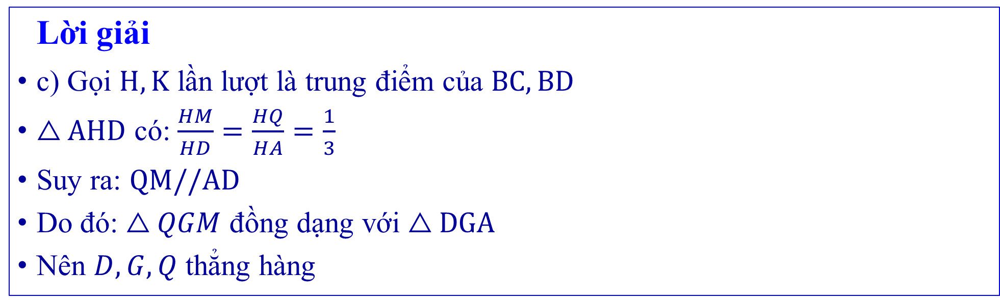 Lời giải
• c) Gọi H, K lần lượt là trung điểm của BC, BD
• △ AHD có: HM/HD = HQ/HA = 1/3
• Suy ra: QM//AD
• Do đó: △ QGM đồng dạng với △ DGA
• Nên D, G, Q thẳng hàng